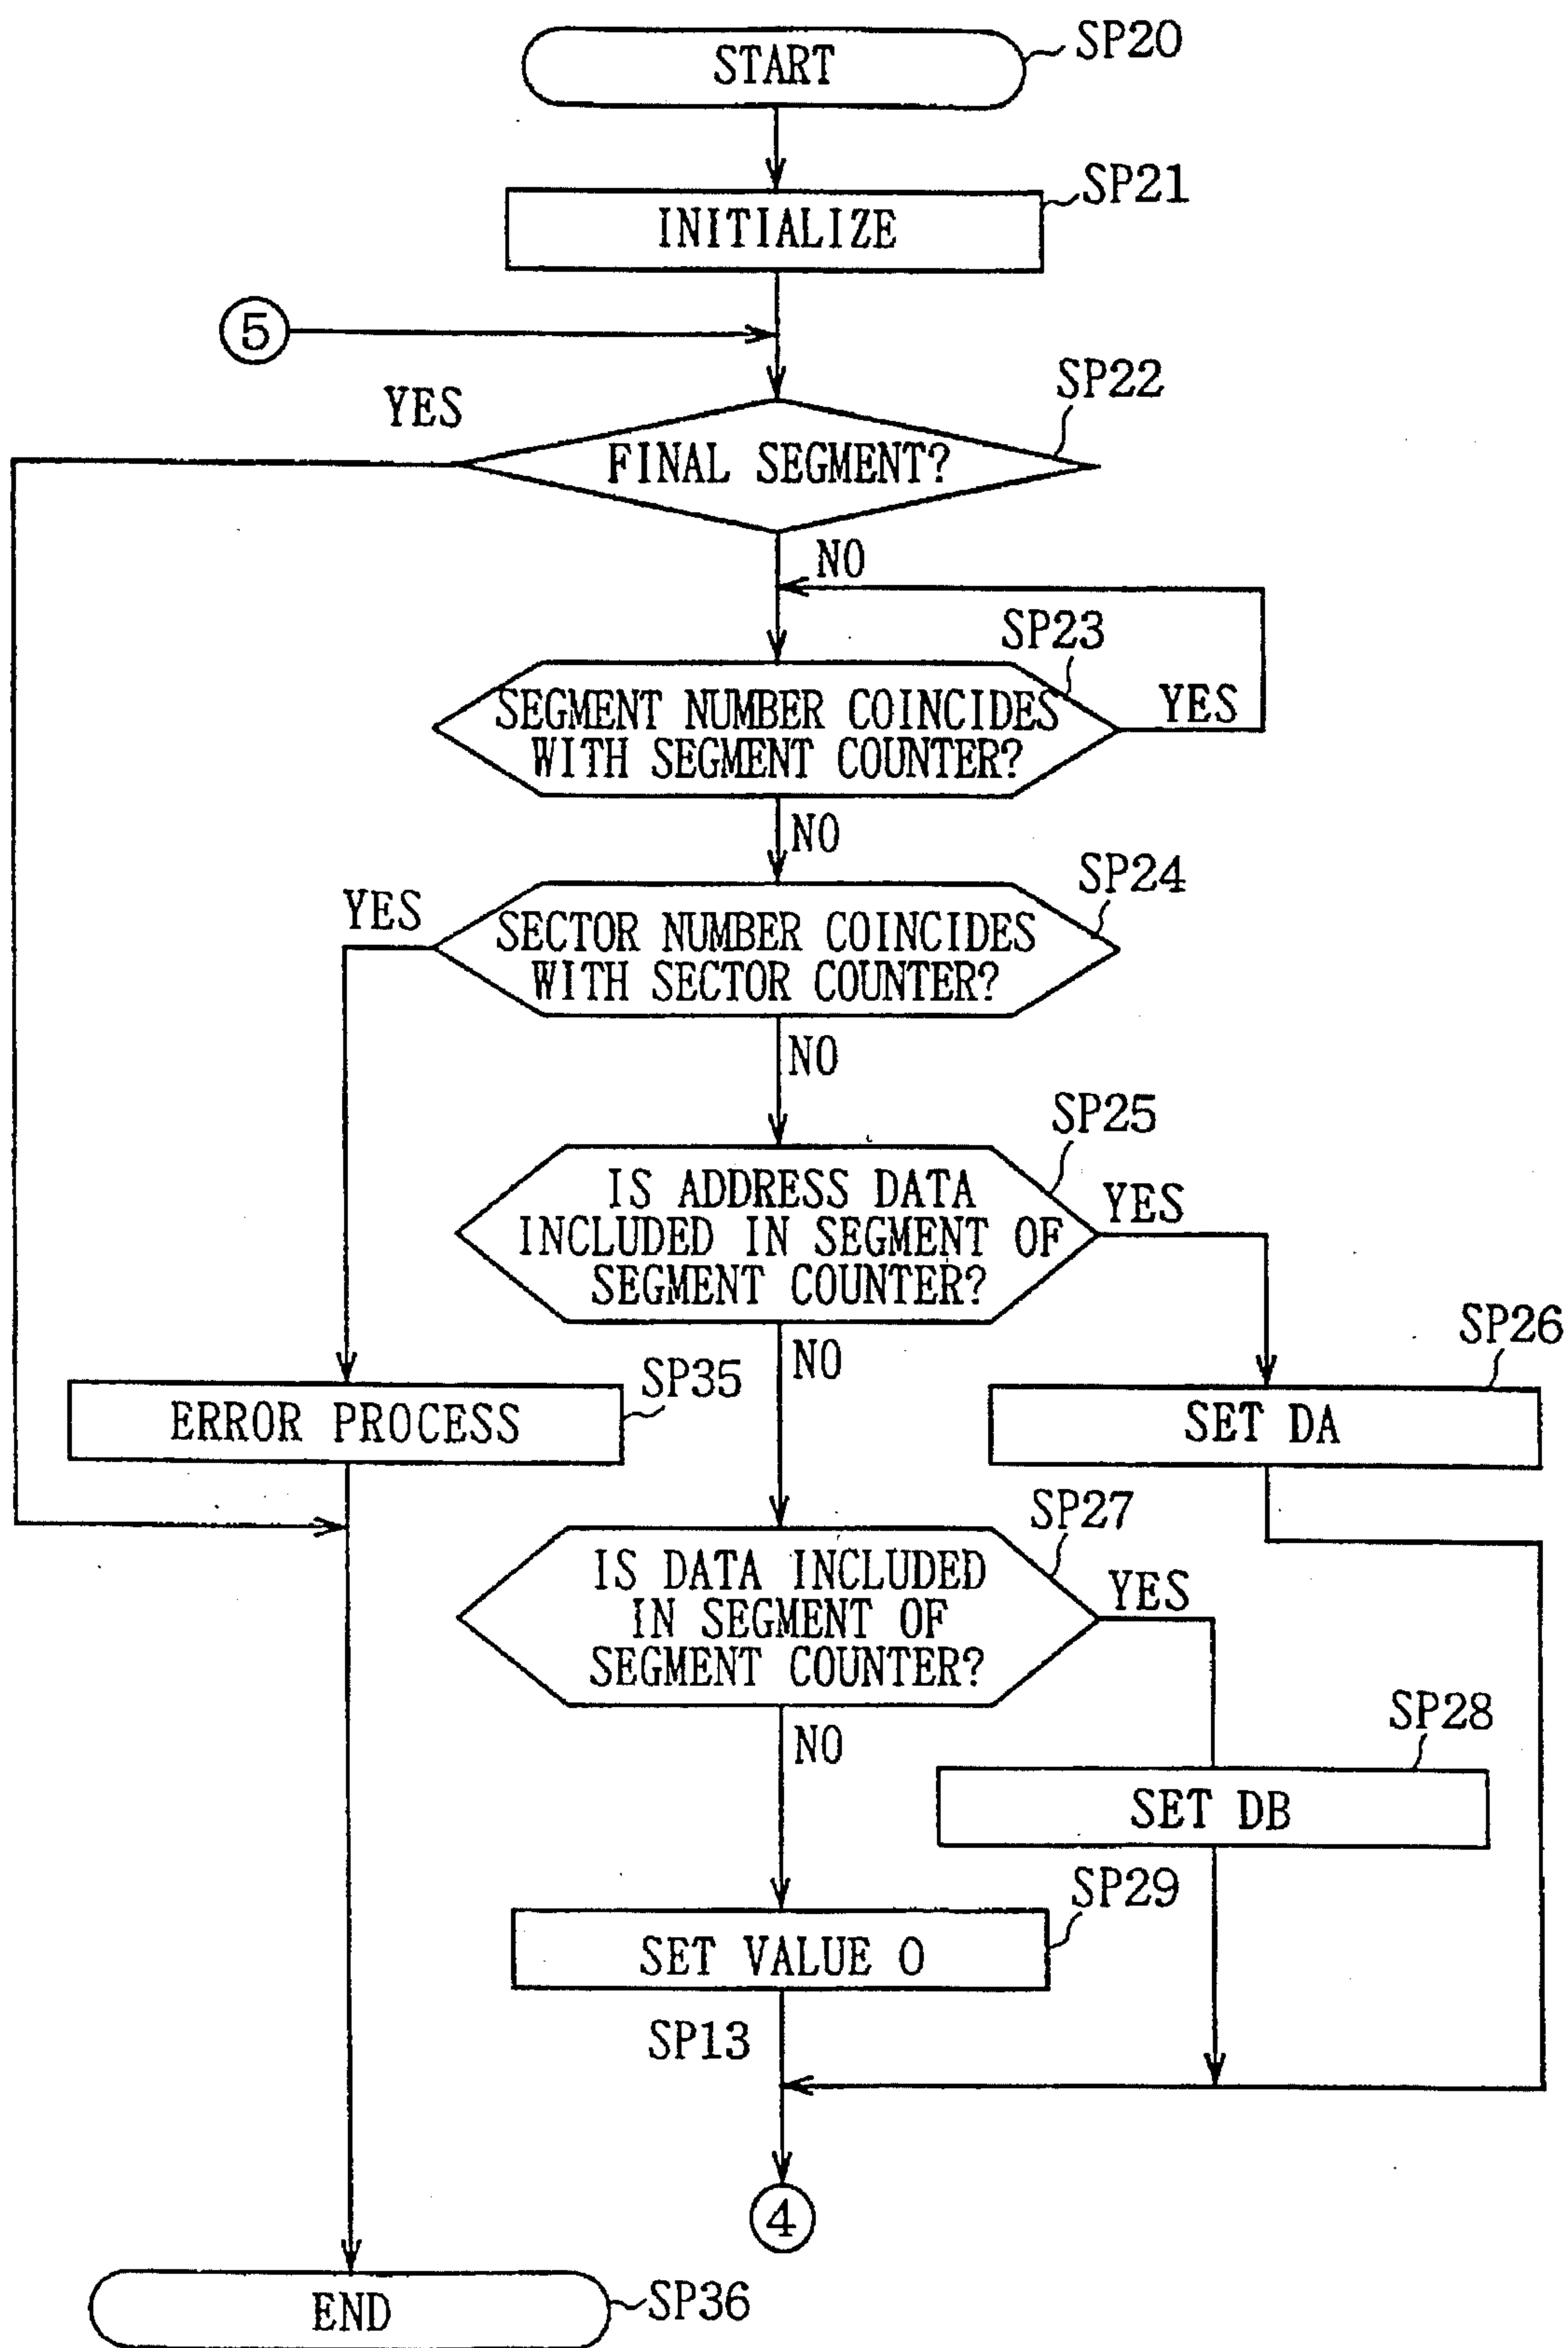 START
SP20
INITIALIZE
SP21
5
YES
FINAL SEGMENT?
SP22
NO
SP23
SEGMENT NUMBER COINCIDES
WITH SEGMENT COUNTER?
YES
NO
SP24
YES
SECTOR NUMBER COINCIDES
WITH SECTOR COUNTER?
NO
SP25
IS ADDRESS DATA
INCLUDED IN SEGMENT OF
SEGMENT COUNTER?
YES
NO
SP26
SET DA
SP35
ERROR PROCESS
SP27
IS DATA INCLUDED
IN SEGMENT OF
SEGMENT COUNTER?
YES
NO
SP28
SET DB
SP29
SET VALUE 0
SP13
4
END
SP36